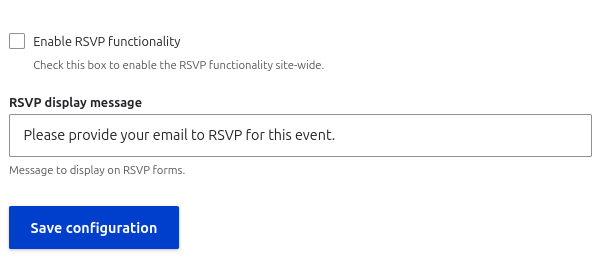 Enable RSVP functionality
Check this box to enable the RSVP functionality site-wide.
RSVP display message
Please provide your email to RSVP for this event.
Message to display on RSVP forms.
Save configuration